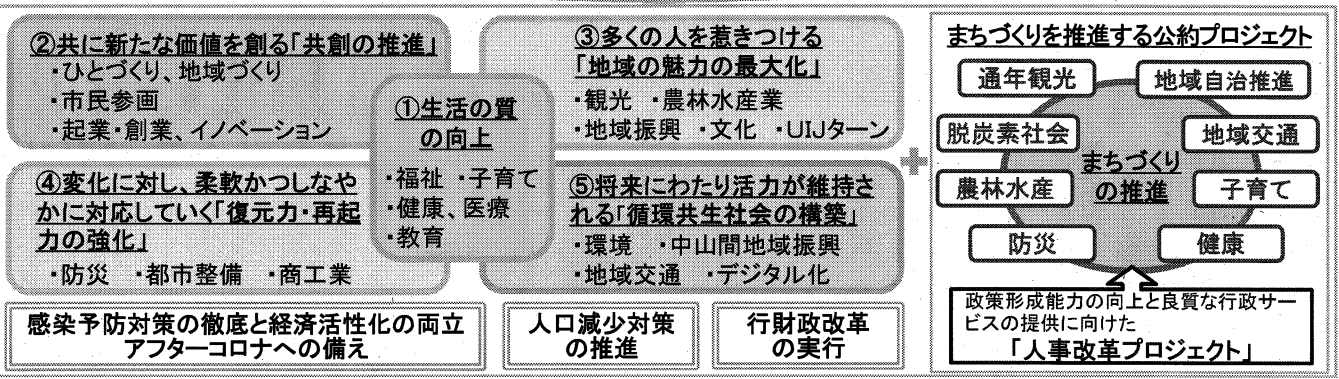 ②共に新たな価値を創る「共創の推進」
・ひとづくり、地域づくり
・市民参画
・起業・創業、イノベーション
①生活の質
の向上
・福祉 ・子育て
・健康、医療
・教育
③多くの人を惹きつける
「地域の魅力の最大化」
・観光 ・農林水産業
・地域振興 ・文化 ・UIJターン
④変化に対し、柔軟かつしなや
かに対応していく「復元力・再起
力の強化」
・防災 ・都市整備 ・商工業
⑤将来にわたり活力が維持さ
れる「循環共生社会の構築」
・環境 ・中山間地域振興
・地域交通 ・デジタル化
感染予防対策の徹底と経済活性化の両立
アフターコロナへの備え
人口減少対策
の推進
行財政改革
の実行
+
まちづくりを推進する公約プロジェクト
通年観光
地域自治推進
脱炭素社会
地域交通
まちづくり
の推進
農林水産
子育て
防災
健康
政策形成能力の向上と良質な行政サー
ビスの提供に向けた
「人事改革プロジェクト」